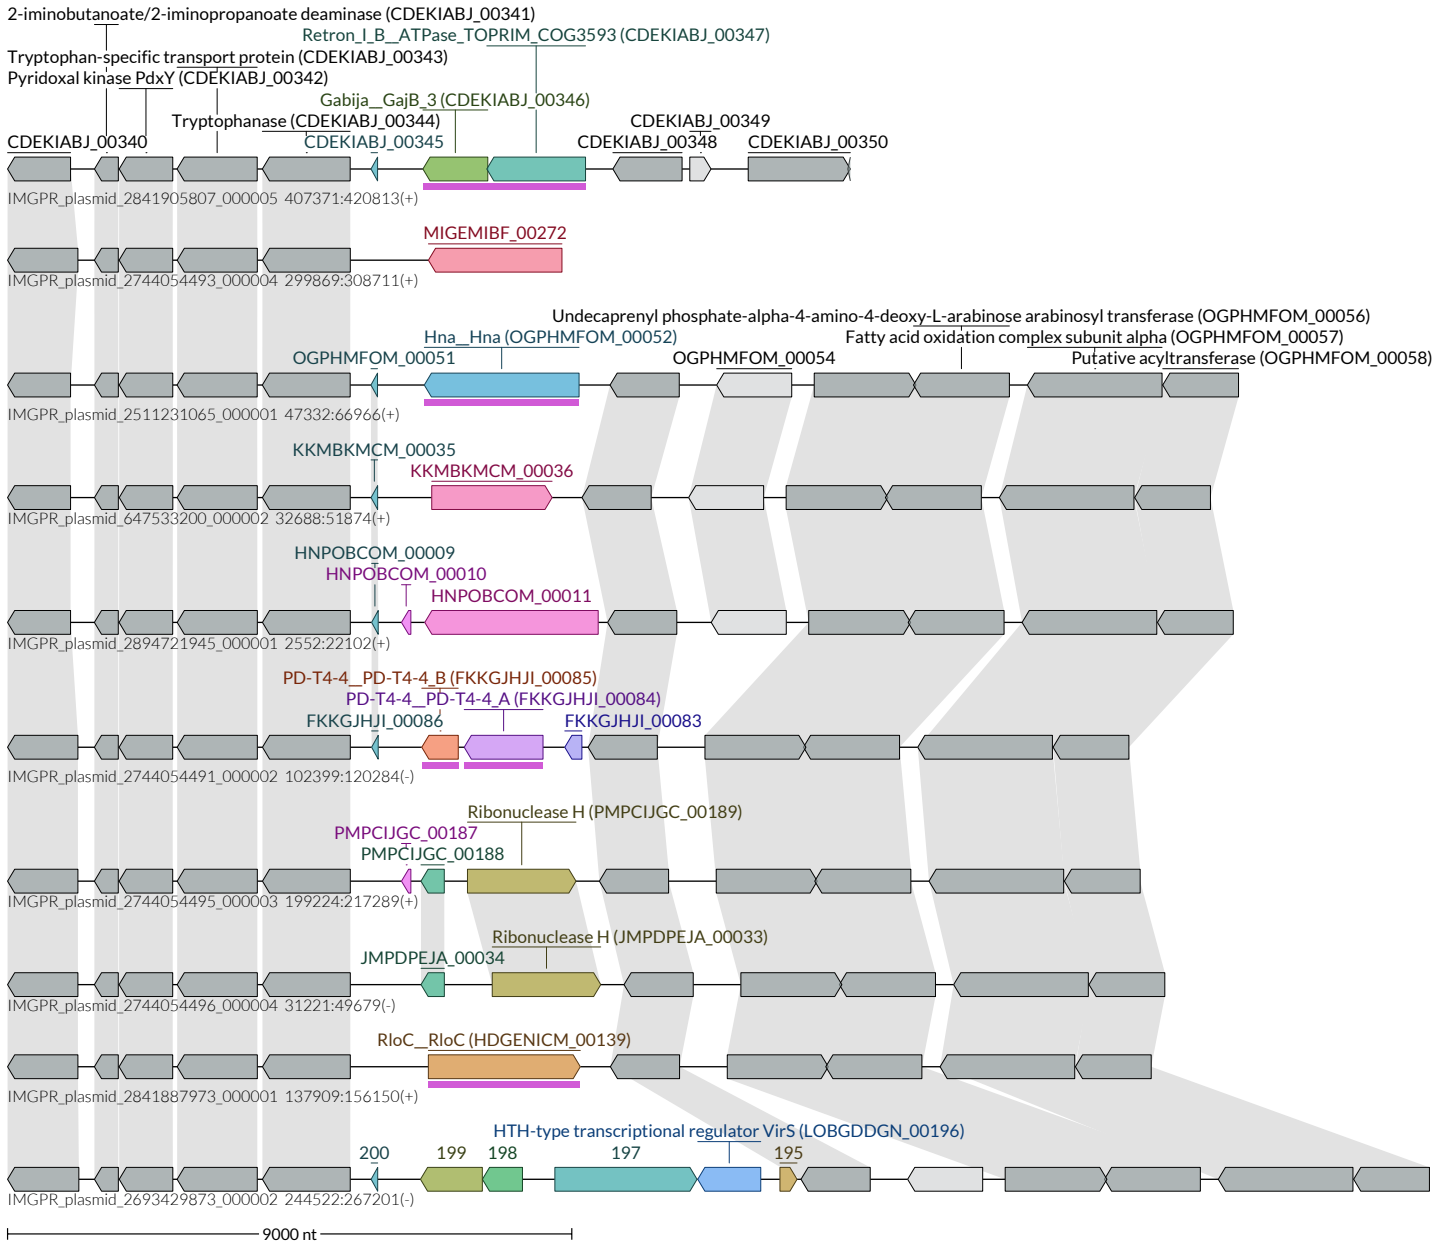 2-iminobutanoate/2-iminopropanoate deaminase (CDEKIABJ_00341)
Retron_I_B__ATPase_TOPRIM_COG3593 (CDEKIABJ_00347)
Tryptophan-specific transport protein (CDEKIABJ_00343)
Pyridoxal kinase PdxY (CDEKIABJ_00342)
Gabija__GajB_3 (CDEKIABJ_00346)
Tryptophanase (CDEKIABJ_00344)
CDEKIABJ_00349
CDEKIABJ_00340
CDEKIABJ_00345
CDEKIABJ_00348
CDEKIABJ_00350
IMGPR_plasmid_2841905807_000005 407371:420813(+)
MIGEMIBF_00272
IMGPR_plasmid_2744054493_000004 299869:308711(+)
Undecaprenyl phosphate-alpha-4-amino-4-deoxy-L-arabinose arabinosyl transferase (OGPHMFOM_00056)
Hna__Hna (OGPHMFOM_00052)
Fatty acid oxidation complex subunit alpha (OGPHMFOM_00057)
OGPHMFOM_00051
OGPHMFOM_00054
Putative acyltransferase (OGPHMFOM_00058)
IMGPR_plasmid_2511231065_000001 47332:66966(+)
KKMBKMCM_00035
KKMBKMCM_00036
IMGPR_plasmid_647533200_000002 32688:51874(+)
HNPOBCOM_00009
HNPOBCOM_00010
HNPOBCOM_00011
IMGPR_plasmid_2894721945_000001 2552:22102(+)
PD-T4-4__PD-T4-4_B (FKKGJHJI_00085)
PD-T4-4__PD-T4-4_A (FKKGJHJI_00084)
FKKGJHJI_00086
FKKGJHJI_00083
IMGPR_plasmid_2744054491_000002 102399:120284(-)
Ribonuclease H (PMPCIJGC_00189)
PMPCIJGC_00187
PMPCIJGC_00188
IMGPR_plasmid_2744054495_000003 199224:217289(+)
Ribonuclease H (JMPDPEJA_00033)
JMPDPEJA_00034
IMGPR_plasmid_2744054496_000004 31221:49679(-)
RloC__RloC (HDGENICM_00139)
IMGPR_plasmid_2841887973_000001 137909:156150(+)
HTH-type transcriptional regulator VirS (LOBGDDGN_00196)
200
199
198
197
195
IMGPR_plasmid_2693429873_000002 244522:267201(-)
9000 nt